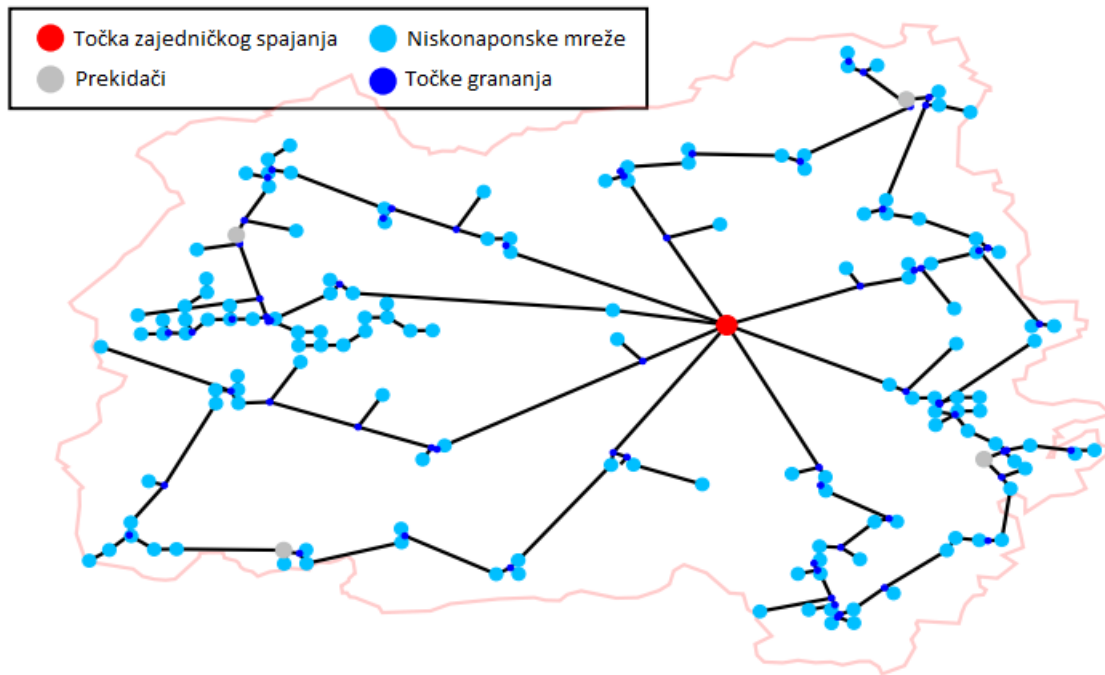 Točka zajedničkog spajanja
Niskonaponske mreže
Prekidači
Točke grananja